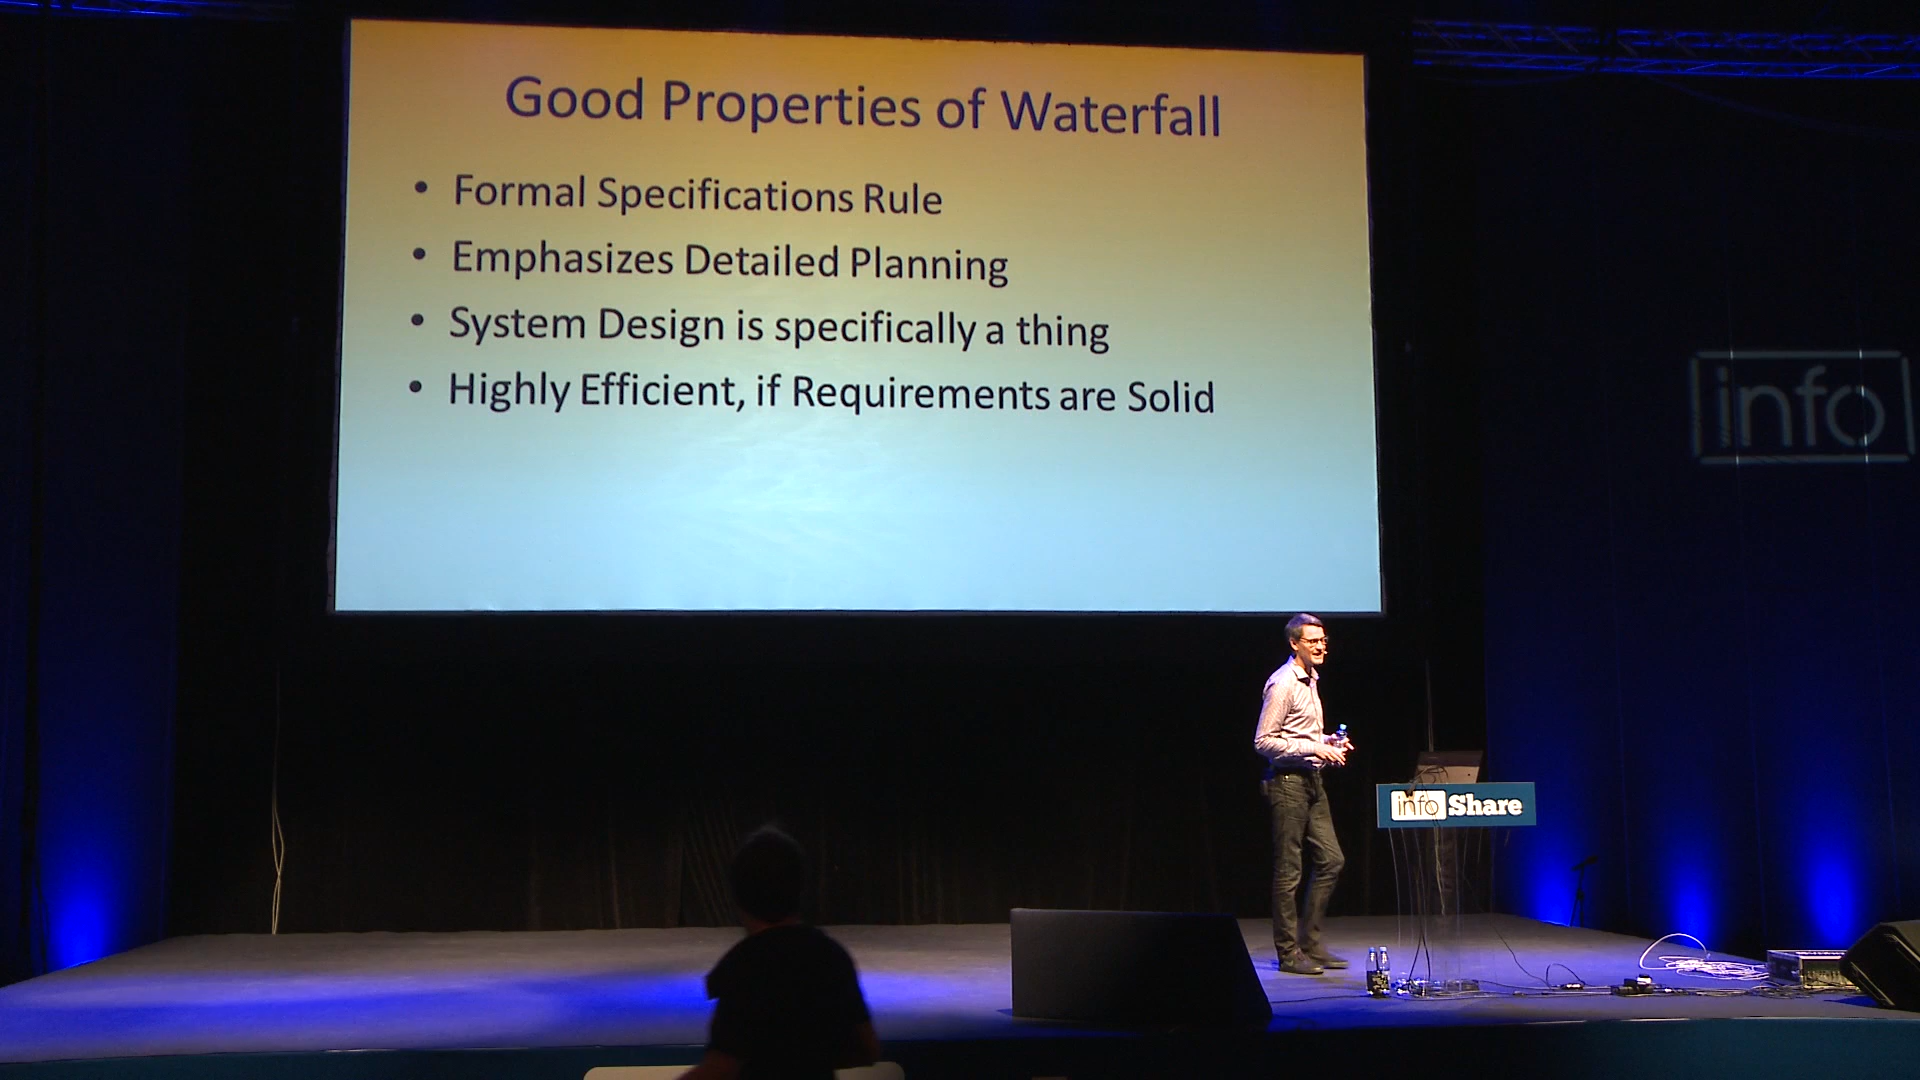 Good Properties of Waterfall
• Formal Specifications Rule
• Emphasizes Detailed Planning
• System Design is specifically a thing
• Highly Efficient, if Requirements are Solid
info
info Share